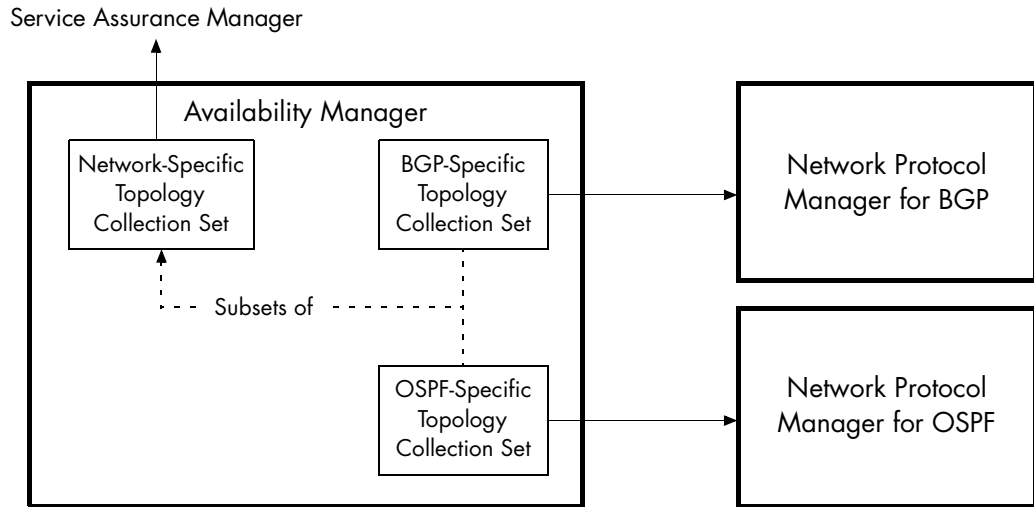 Service Assurance Manager
Availability Manager
Network-Specific
Topology
Collection Set
BGP-Specific
Topology
Collection Set
Network Protocol
Manager for BGP
Subsets of
OSPF-Specific
Topology
Collection Set
Network Protocol
Manager for OSPF